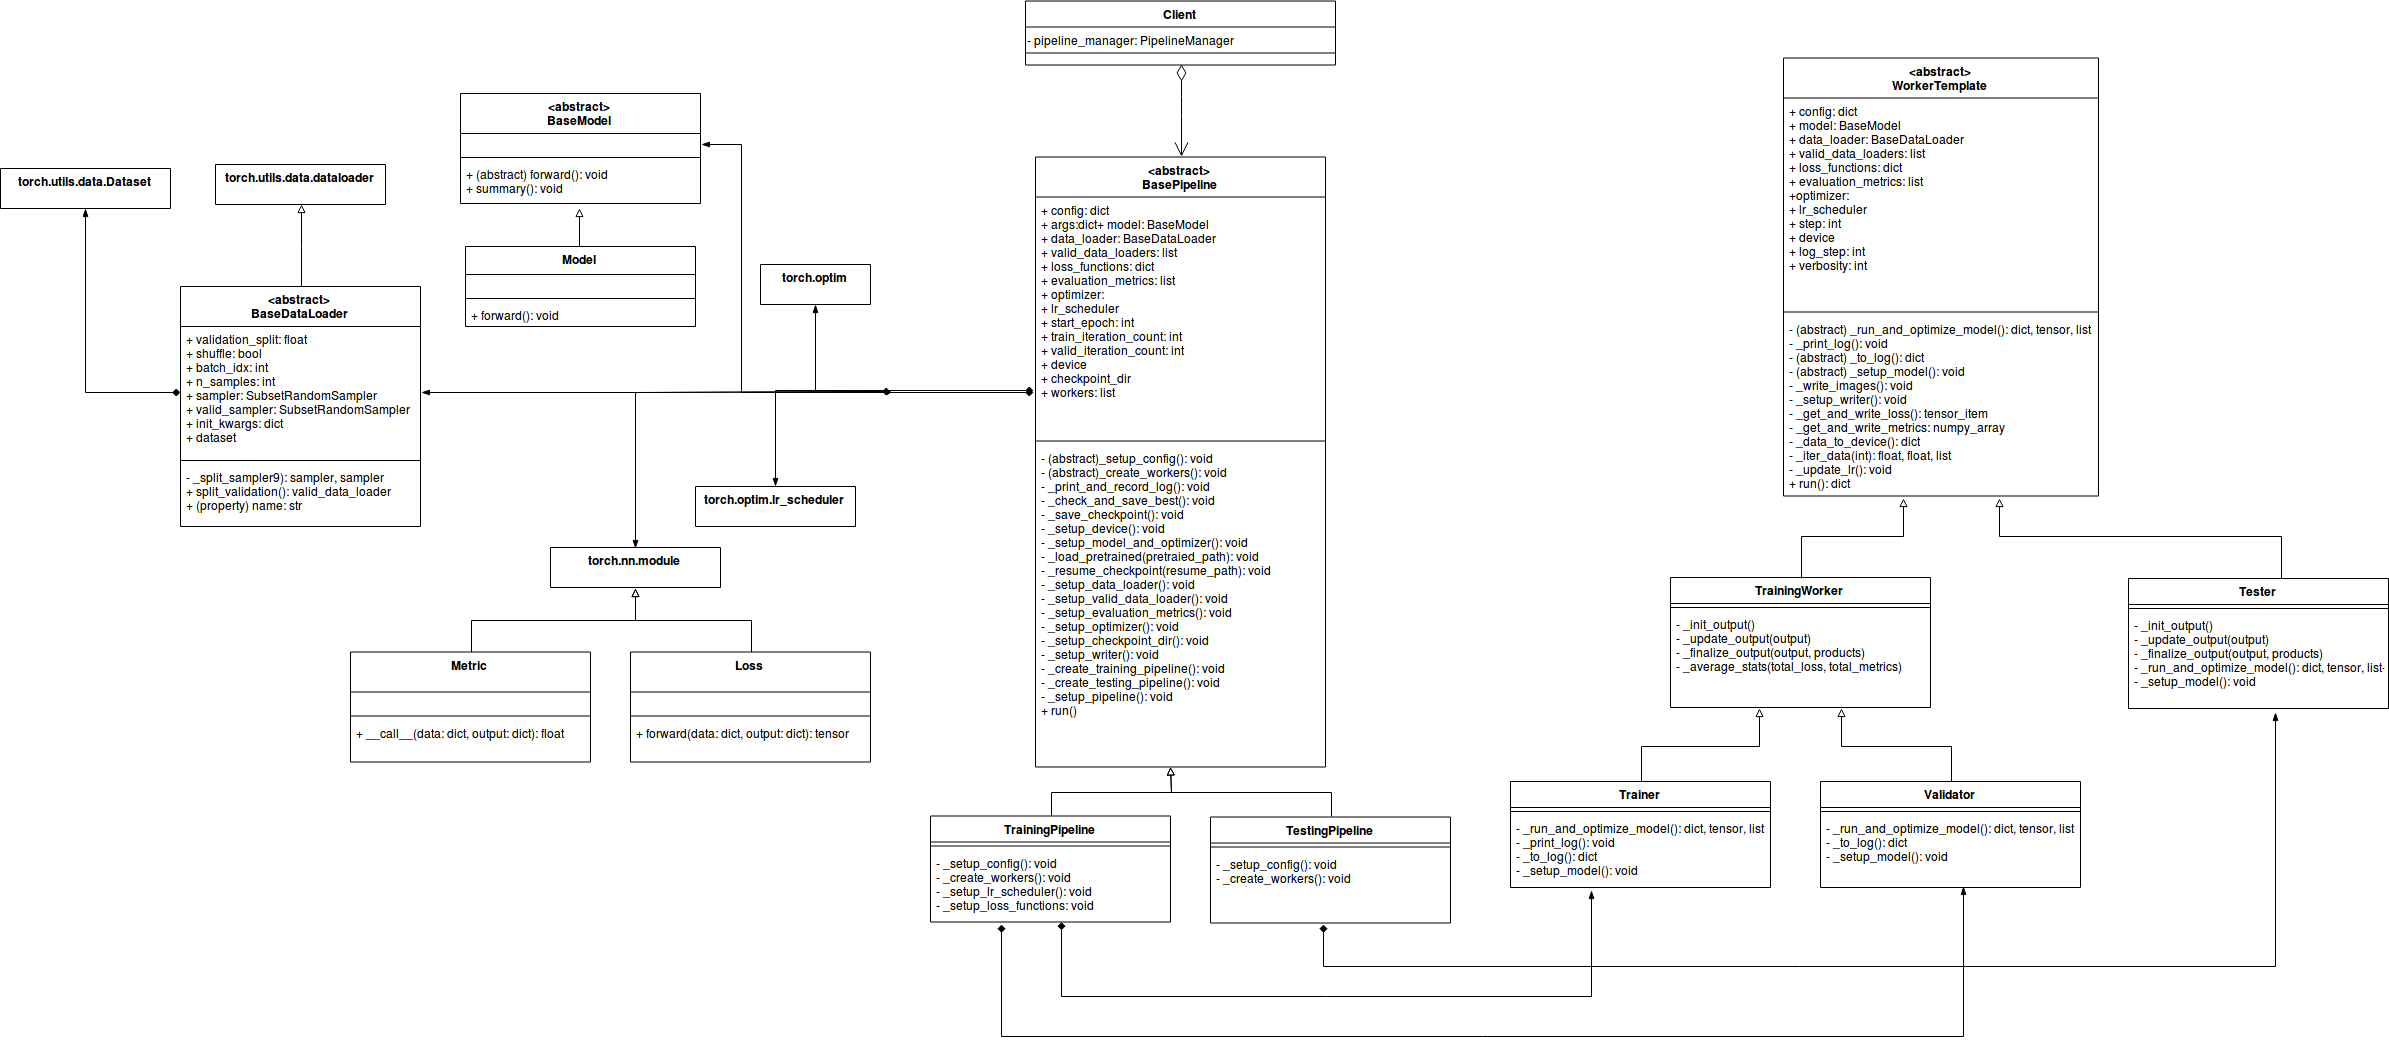 Client
- pipeline_manager: PipelineManager
<abstract>
WorkerTemplate
+ config: dict
+ model: BaseModel
+ data_loader: BaseDataLoader
+ valid_data_loaders: list
+ loss_functions: dict
+ evaluation_metrics: list
+optimizer:
+ lr_scheduler
+ step: int
+ device
+ log_step: int
+ verbosity: int
- (abstract) _run_and_optimize_model(): dict, tensor, list
- _print_log(): void
- (abstract) _to_log(): dict
- (abstract) _setup_model(): void
- _write_images(): void
- _setup_writer(): void
- _get_and_write_loss(): tensor_item
- _get_and_write_metrics: numpy_array
- _data_to_device(): dict
- _iter_data(int): float, float, list
- _update_lr(): void
+ run(): dict
<abstract>
BaseModel
+ (abstract) forward(): void
+ summary(): void
torch.utils.data.Dataset
torch.utils.data.dataloader
Model
+ forward(): void
torch.optim
<abstract>
BasePipeline
+ config: dict
+ args:dict+ model: BaseModel
+ data_loader: BaseDataLoader
+ valid_data_loaders: list
+ loss_functions: dict
+ evaluation_metrics: list
+ optimizer:
+ lr_scheduler
+ start_epoch: int
+ train_iteration_count: int
+ valid_iteration_count: int
+ device
+ checkpoint_dir
+ workers: list
- (abstract)_setup_config(): void
- (abstract)_create_workers(): void
- _print_and_record_log(): void
- _check_and_save_best(): void
- _save_checkpoint(): void
- _setup_device(): void
- _setup_model_and_optimizer(): void
- _load_pretrained(pretraied_path): void
- _resume_checkpoint(resume_path): void
- _setup_data_loader(): void
- _setup_valid_data_loader(): void
- _setup_evaluation_metrics(): void
- _setup_optimizer(): void
- _setup_checkpoint_dir(): void
- _setup_writer(): void
- _create_training_pipeline(): void
- _create_testing_pipeline(): void
- _setup_pipeline(): void
+ run()
<abstract>
BaseDataLoader
+ validation_split: float
+ shuffle: bool
+ batch_idx: int
+ n_samples: int
+ sampler: SubsetRandomSampler
+ valid_sampler: SubsetRandomSampler
+ init_kwargs: dict
+ dataset
- _split_sampler9): sampler, sampler
+ split_validation(): valid_data_loader
+ (property) name: str
torch.optim.lr_scheduler
torch.nn.module
Metric
+ __call__(data: dict, output: dict): float
Loss
+ forward(data: dict, output: dict): tensor
TrainingWorker
- _init_output()
- _update_output(output)
- _finalize_output(output, products)
- _average_stats(total_loss, total_metrics)
Tester
- _init_output()
- _update_output(output)
- _finalize_output(output, products)
- _run_and_optimize_model(): dict, tensor, list-
- _setup_model(): void
TrainingPipeline
- _setup_config(): void
- _create_workers(): void
- _setup_lr_scheduler(): void
- _setup_loss_functions: void
TestingPipeline
- _setup_config(): void
- _create_workers(): void
Trainer
- _run_and_optimize_model(): dict, tensor, list
- _print_log(): void
- _to_log(): dict
- _setup_model(): void
Validator
- _run_and_optimize_model(): dict, tensor, list
- _to_log(): dict
- _setup_model(): void